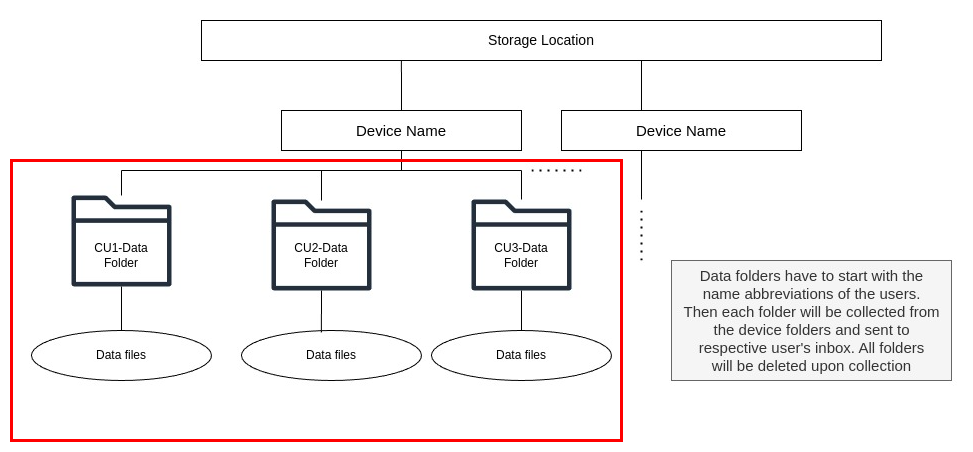 Storage Location
Device Name
Device Name
CU1-Data
Folder
CU2-Data
Folder
CU3-Data
Folder
Data files
Data files
Data files
Data folders have to start with the
name abbreviations of the users.
Then each folder will be collected from
the device folders and sent to
respective user's inbox. All folders
will be deleted upon collection